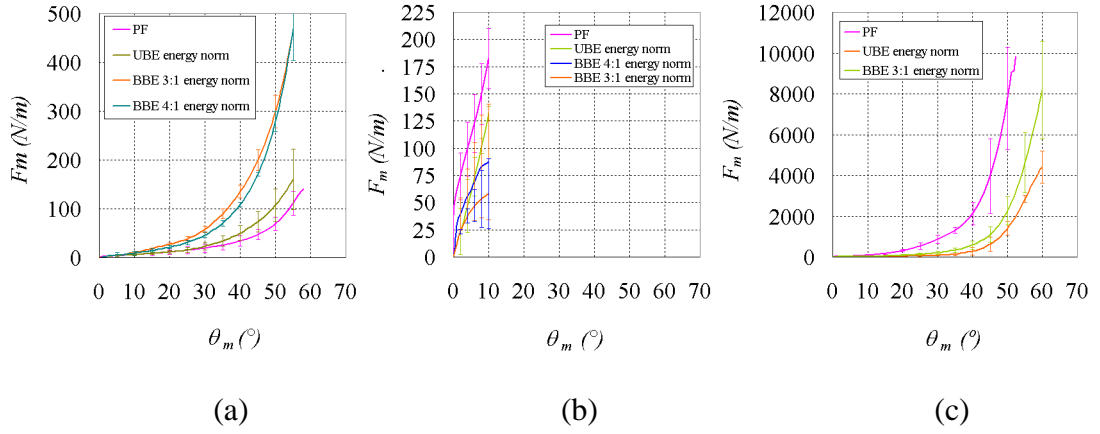 500
400
300
200
100
0
Fm (N/m)
PF
UBE energy norm
BBE 3:1 energy norm
BBE 4:1 energy norm
0 10 20 30 40 50 60 70
θm (°)
(a)
225
200
175
150
125
100
75
50
25
0
Fm (N/m)
PF
UBE energy norm
BBE 4:1 energy norm
BBE 3:1 energy norm
0 10 20 30 40 50 60 70
θm (°)
(b)
12000
10000
8000
6000
4000
2000
0
Fm (N/m)
PF
UBE energy norm
BBE 3:1 energy norm
0 10 20 30 40 50 60 70
θm (º)
(c)